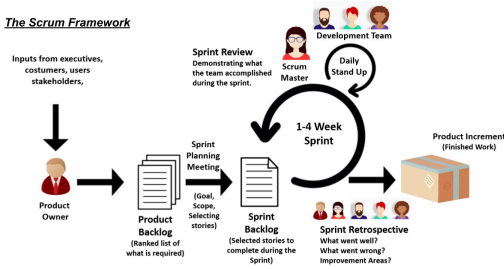 The Scrum Framework
Inputs from executives,
costumers, users
stakeholders,
Product
Owner
Product
Backlog
(Ranked list of
what is required)
Sprint
Planning
Meeting
(Goal,
Scope,
Selecting
stories)
Sprint
Backlog
(Selected stories to
complete during the
Sprint)
Sprint Review
Demonstrating what
the team accomplished
during the sprint.
Scrum
Master
Development Team
Daily
Stand Up
1-4 Week
Sprint
Product Increment
(Finished Work)
Sprint Retrospective
What went well?
What went wrong?
Improvement Areas?